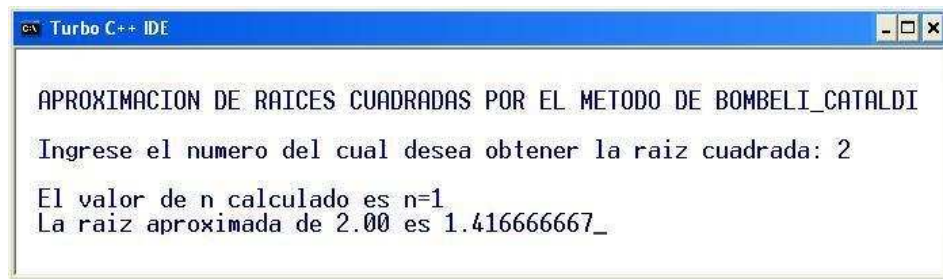 Turbo C++ IDE
APROXIMACION DE RAICES CUADRADAS POR EL METODO DE BOMBELI_CATALDI
Ingrese el numero del cual desea obtener la raiz cuadrada: 2
El valor de n calculado es n=1
La raiz aproximada de 2.00 es 1.416666667_